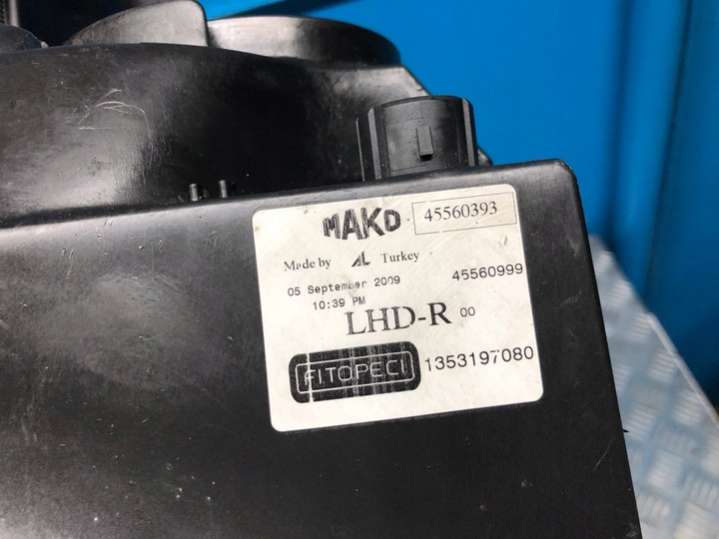 MAKO 45560393
Made by AL Turkey
05 September 2009
45560999
10:39 PM
LHD-R 00
FITOPECI 1353197080